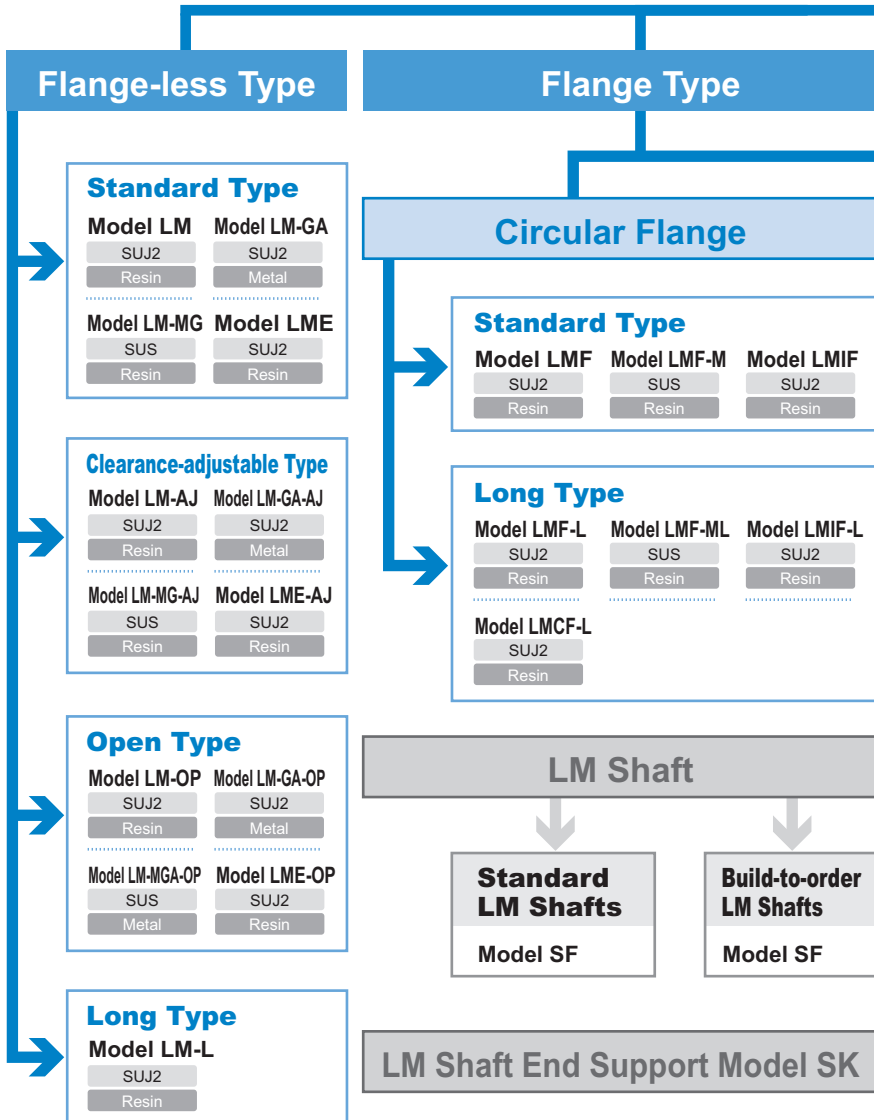 Flange-less Type
Flange Type
Standard Type
Model LM Model LM-GA
SUJ2 SUJ2
Resin Metal
Model LM-MG Model LME
SUS SUJ2
Resin Resin
Clearance-adjustable Type
Model LM-AJ Model LM-GA-AJ
SUJ2 SUJ2
Resin Metal
Model LM-MG-AJ Model LME-AJ
SUS SUJ2
Resin Resin
Open Type
Model LM-OP Model LM-GA-OP
SUJ2 SUJ2
Resin Metal
Model LM-MGA-OP Model LME-OP
SUS SUJ2
Metal Resin
Long Type
Model LM-L
SUJ2
Resin
Circular Flange
Standard Type
Model LMF Model LMF-M Model LMIF
SUJ2 SUS SUJ2
Resin Resin Resin
Long Type
Model LMF-L Model LMF-ML Model LMIF-L
SUJ2 SUS SUJ2
Resin Resin Resin
Model LMCF-L
SUJ2
Resin
LM Shaft
Standard
LM Shafts
Model SF
Build-to-order
LM Shafts
Model SF
LM Shaft End Support Model SK